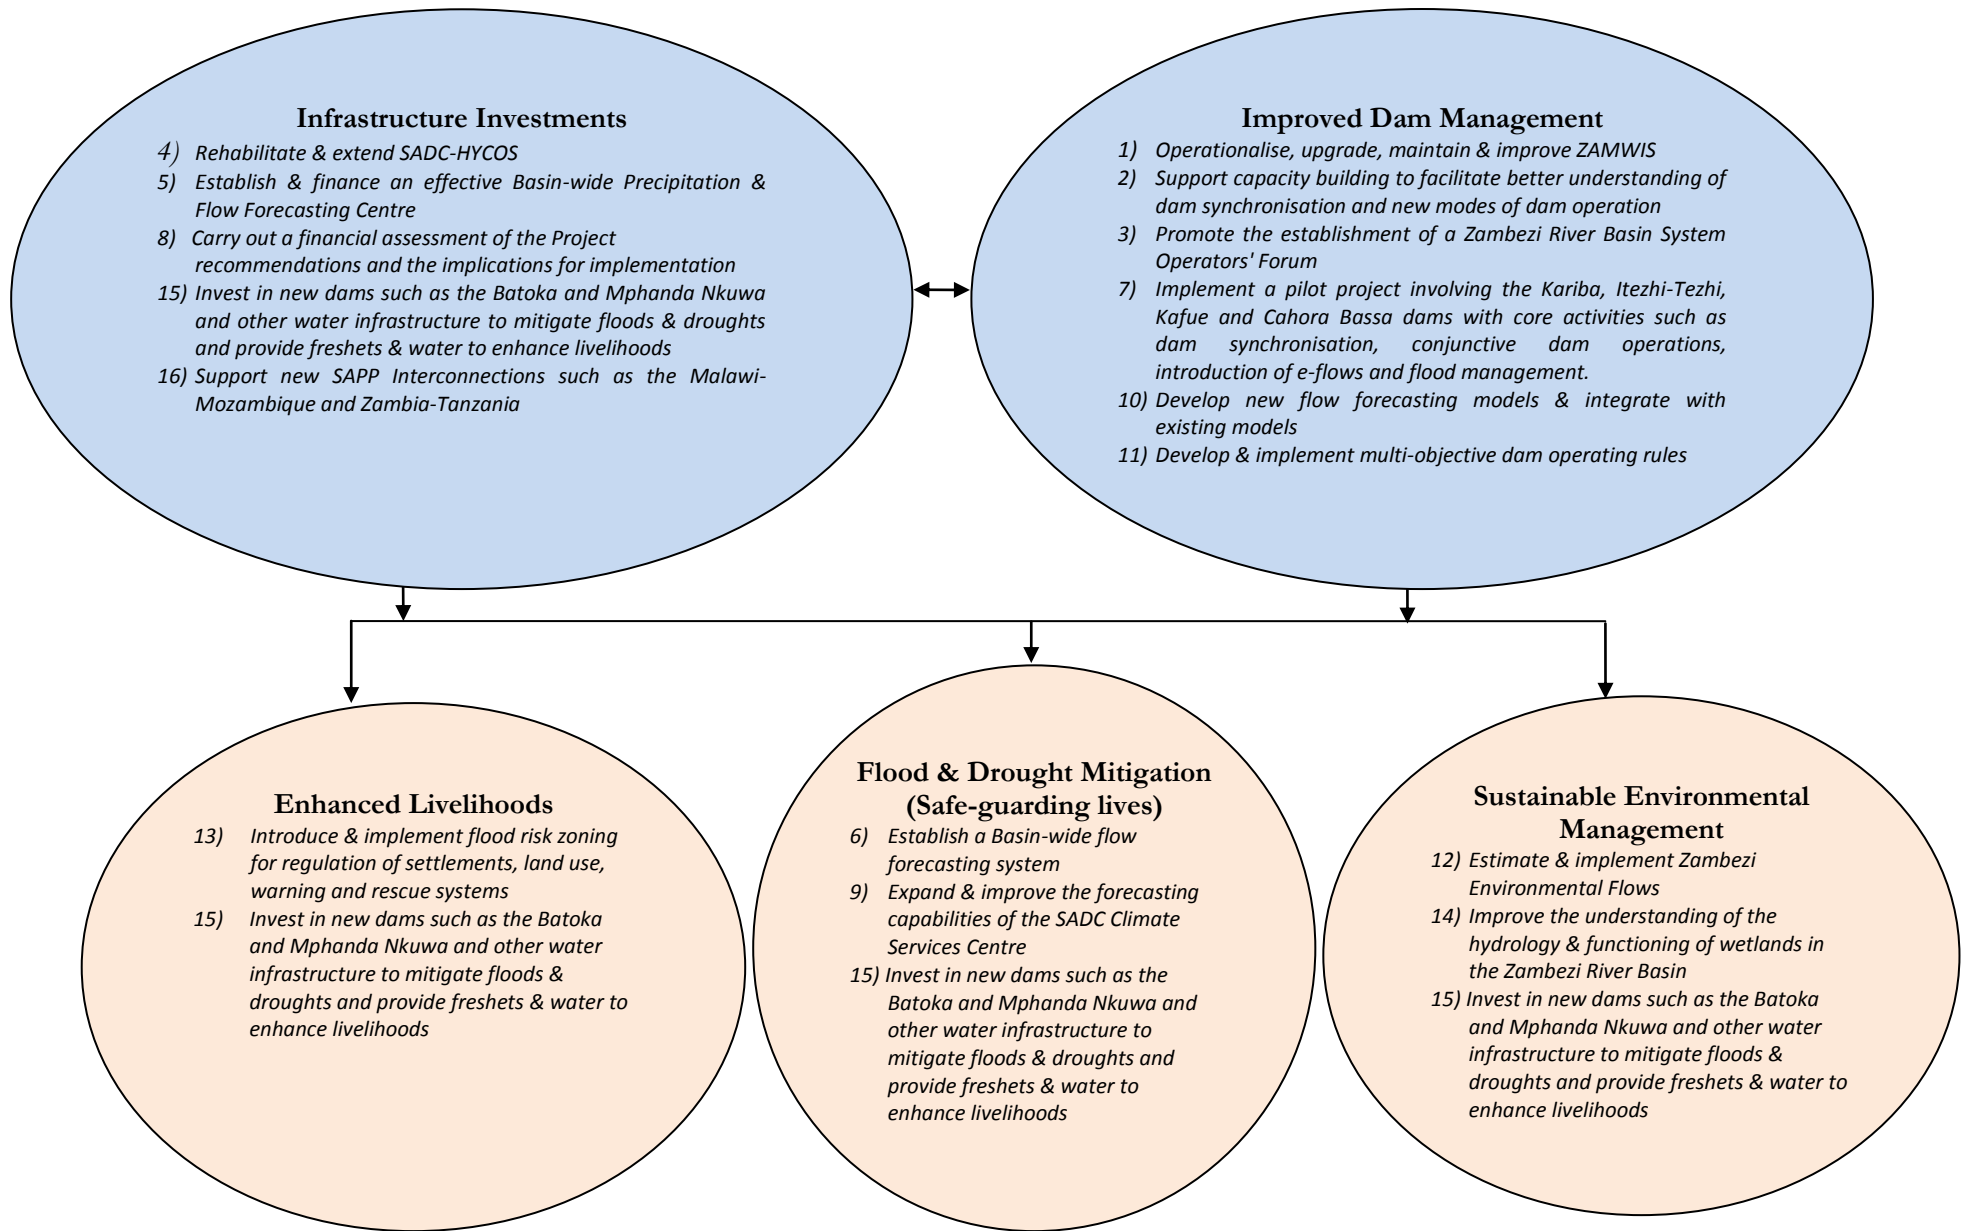 Infrastructure Investments
4) Rehabilitate & extend SADC-HYCOS
5) Establish & finance an effective Basin-wide Precipitation &
Flow Forecasting Centre
8) Carry out a financial assessment of the Project
recommendations and the implications for implementation
15) Invest in new dams such as the Batoka and Mphanda Nkuwa
and other water infrastructure to mitigate floods & droughts
and provide freshets & water to enhance livelihoods
16) Support new SAPP Interconnections such as the Malawi-
Mozambique and Zambia-Tanzania
Improved Dam Management
1) Operationalise, upgrade, maintain & improve ZAMWIS
2) Support capacity building to facilitate better understanding of
dam synchronisation and new modes of dam operation
3) Promote the establishment of a Zambezi River Basin System
Operators' Forum
7) Implement a pilot project involving the Kariba, Itezhi-Tezhi,
Kafue and Cahora Bassa dams with core activities such as
dam synchronisation, conjunctive dam operations,
introduction of e-flows and flood management.
10) Develop new flow forecasting models & integrate with
existing models
11) Develop & implement multi-objective dam operating rules
Enhanced Livelihoods
13) Introduce & implement flood risk zoning
for regulation of settlements, land use,
warning and rescue systems
15) Invest in new dams such as the Batoka
and Mphanda Nkuwa and other water
infrastructure to mitigate floods &
droughts and provide freshets & water to
enhance livelihoods
Flood & Drought Mitigation
(Safe-guarding lives)
6) Establish a Basin-wide flow
forecasting system
9) Expand & improve the forecasting
capabilities of the SADC Climate
Services Centre
15) Invest in new dams such as the
Batoka and Mphanda Nkuwa and
other water infrastructure to
mitigate floods & droughts and
provide freshets & water to
enhance livelihoods
Sustainable Environmental
Management
12) Estimate & implement Zambezi
Environmental Flows
14) Improve the understanding of the
hydrology & functioning of wetlands in
the Zambezi River Basin
15) Invest in new dams such as the Batoka
and Mphanda Nkuwa and other water
infrastructure to mitigate floods &
droughts and provide freshets & water to
enhance livelihoods